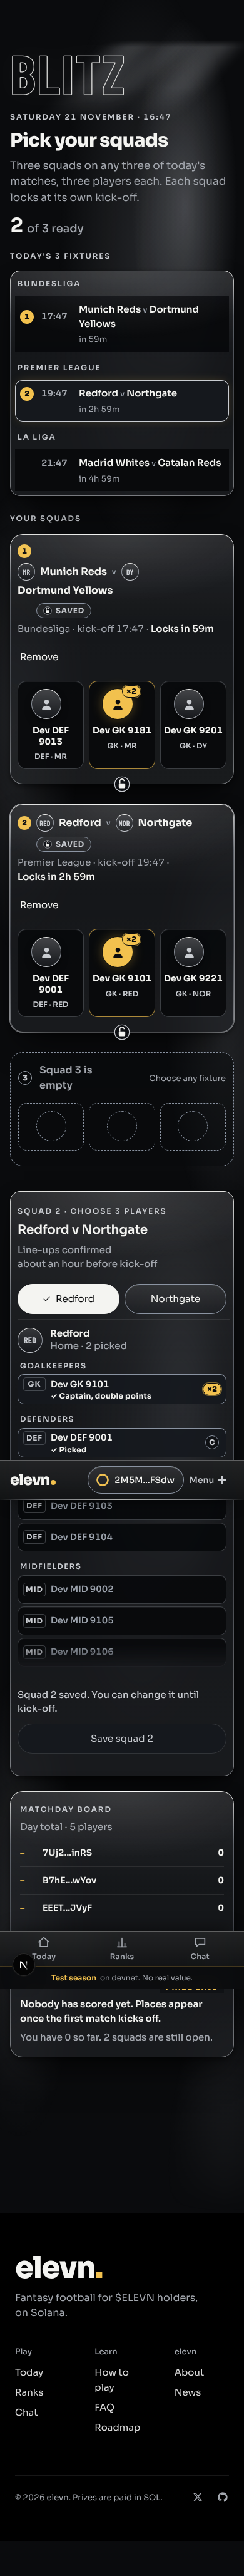 BLITZ
SATURDAY 21 NOVEMBER · 16:47
Pick your squads
Three squads on any three of today's
matches, three players each. Each squad
locks at its own kick-off.
2 of 3 ready
TODAY'S 3 FIXTURES
BUNDESLIGA
1 17:47 Munich Reds v Dortmund
Yellows
in 59m
PREMIER LEAGUE
2 19:47 Redford v Northgate
in 2h 59m
LA LIGA
21:47 Madrid Whites v Catalan Reds
in 4h 59m
YOUR SQUADS
1
MR Munich Reds v DY
Dortmund Yellows
SAVED
Bundesliga · kick-off 17:47 · Locks in 59m
Remove
×2
Dev DEF
9013
DEF · MR
Dev GK 9181
GK · MR
Dev GK 9201
GK · DY
2 RED Redford v NOR Northgate
SAVED
Premier League · kick-off 19:47 ·
Locks in 2h 59m
Remove
×2
Dev DEF
9001
DEF · RED
Dev GK 9101
GK · RED
Dev GK 9221
GK · NOR
3 Squad 3 is
empty
Choose any fixture
SQUAD 2 · CHOOSE 3 PLAYERS
Redford v Northgate
Line-ups confirmed
about an hour before kick-off
✓ Redford
Northgate
RED Redford
Home · 2 picked
GOALKEEPERS
GK Dev GK 9101 ×2
✓ Captain, double points
DEFENDERS
DEF Dev DEF 9001 C
✓ Picked
elevn. 2M5M...FSdw Menu +
DEF Dev DEF 9103
DEF Dev DEF 9104
MIDFIELDERS
MID Dev MID 9002
MID Dev MID 9105
MID Dev MID 9106
Squad 2 saved. You can change it until
kick-off.
Save squad 2
MATCHDAY BOARD
Day total · 5 players
– 7Uj2...inRS 0
– B7hE...wYov 0
– EEET...JVyF 0
Today
Ranks
Chat
N
Test season on devnet. No real value.
Nobody has scored yet. Places appear
once the first match kicks off.
You have 0 so far. 2 squads are still open.
elevn.
Fantasy football for $ELEVN holders,
on Solana.
Play
Today
Ranks
Chat
Learn
How to
play
FAQ
Roadmap
elevn
About
News
© 2026 elevn. Prizes are paid in SOL.